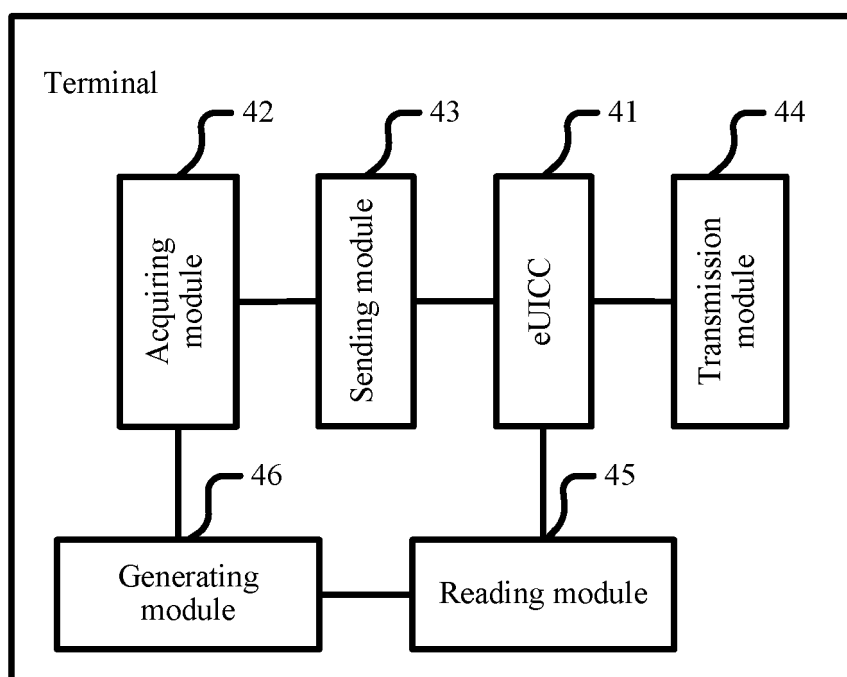 Terminal
42
43
41
44
Acquiring
module
Sending module
eUICC
Transmission
module
46
45
Generating
module
Reading module